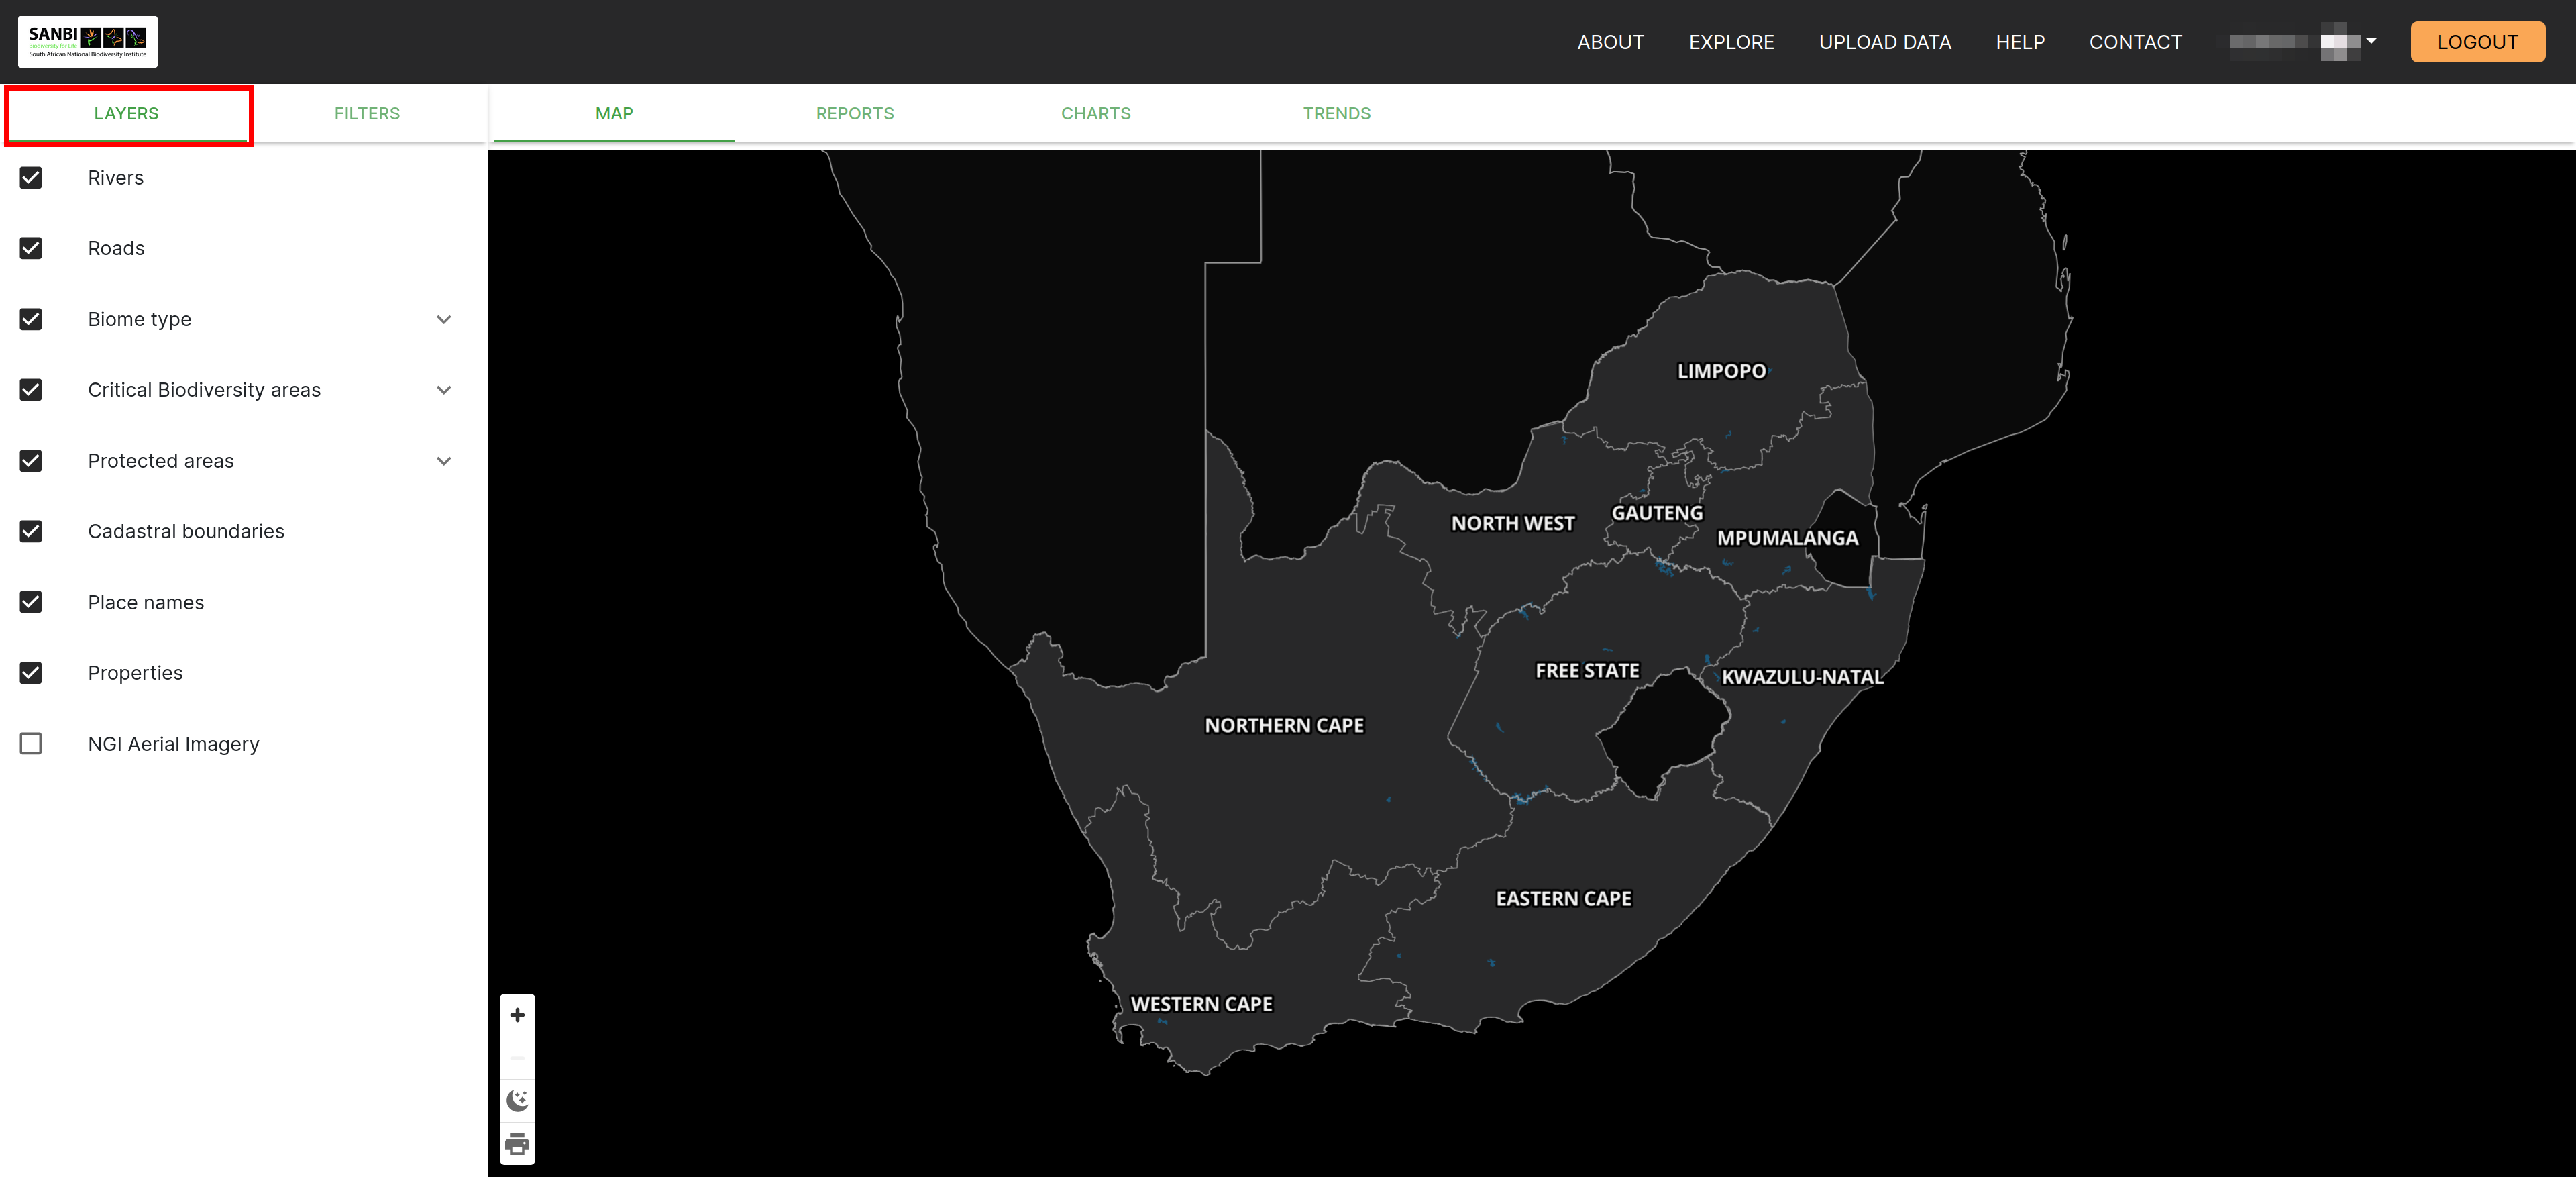 SANBI
Biodiversity for Life
South African National Biodiversity Institute
ABOUT
EXPLORE
UPLOAD DATA
HELP
CONTACT
LOGOUT
LAYERS
FILTERS
MAP
REPORTS
CHARTS
TRENDS
Rivers
Roads
Biome type
Critical Biodiversity areas
Protected areas
Cadastral boundaries
Place names
Properties
NGI Aerial Imagery
LIMPOPO
GAUTENG
NORTH WEST
MPUMALANGA
FREE STATE
KWAZULU-NATAL
NORTHERN CAPE
EASTERN CAPE
WESTERN CAPE